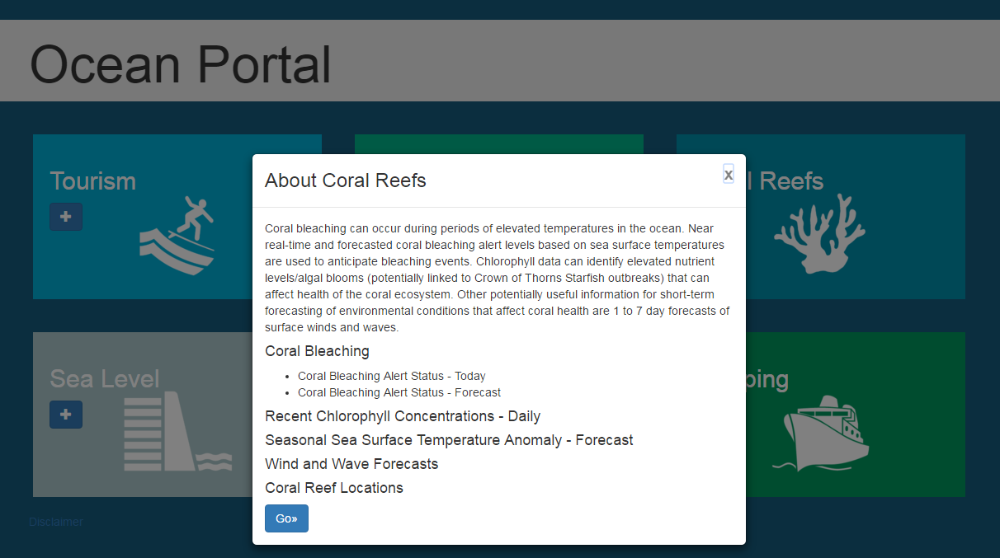 Ocean Portal
Tourism
l Reefs
About Coral Reefs
x
Coral bleaching can occur during periods of elevated temperatures in the ocean. Near
real-time and forecasted coral bleaching alert levels based on sea surface temperatures
are used to anticipate bleaching events. Chlorophyll data can identify elevated nutrient
levels/algal blooms (potentially linked to Crown of Thorns Starfish outbreaks) that can
affect health of the coral ecosystem. Other potentially useful information for short-term
forecasting of environmental conditions that affect coral health are 1 to 7 day forecasts of
surface winds and waves.
Coral Bleaching
• Coral Bleaching Alert Status - Today
• Coral Bleaching Alert Status - Forecast
Recent Chlorophyll Concentrations - Daily
Seasonal Sea Surface Temperature Anomaly - Forecast
Wind and Wave Forecasts
Coral Reef Locations
Go»
Sea Level
ping
Disclaimer